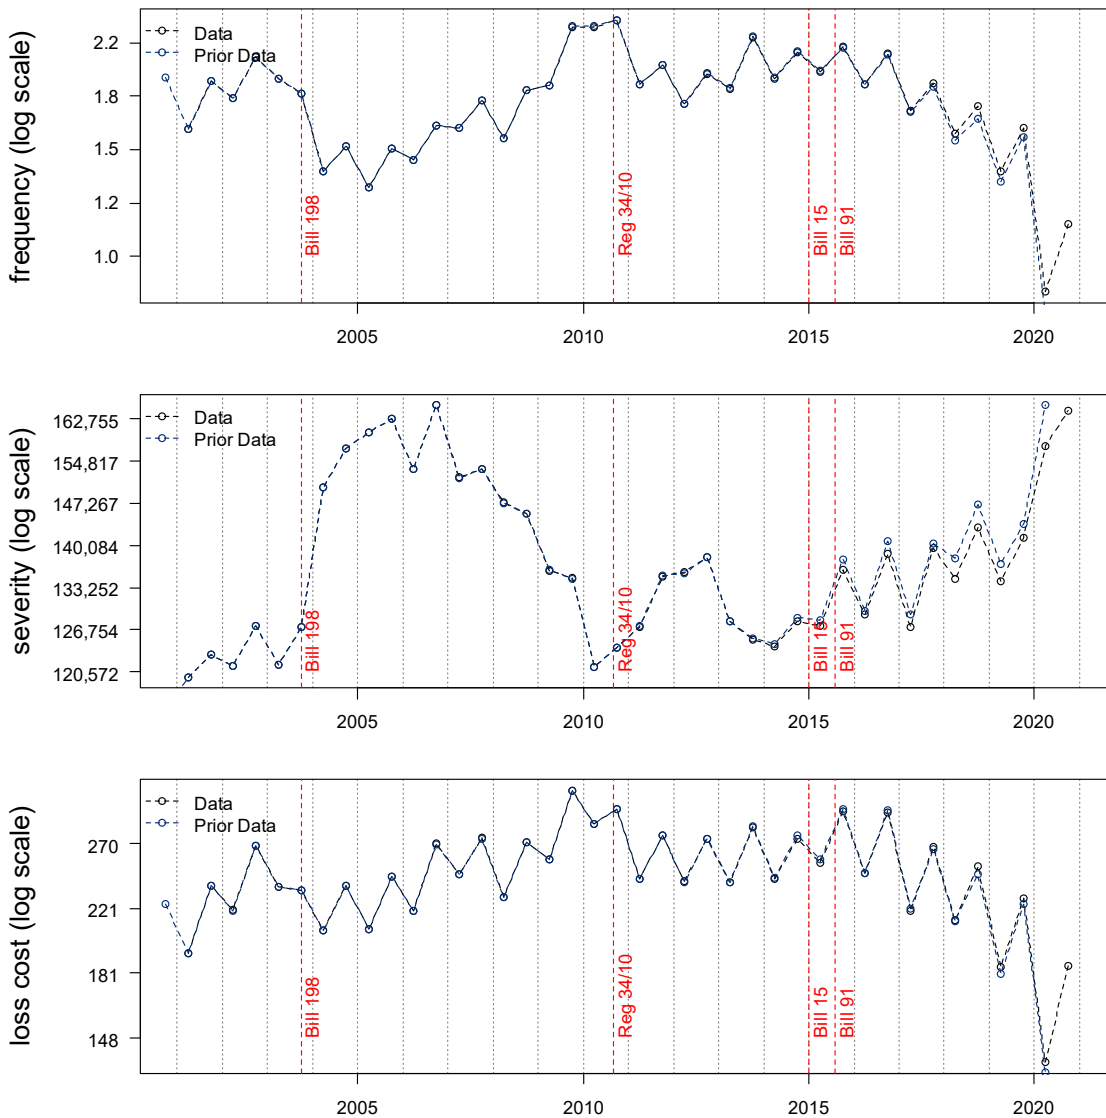 frequency (log scale)
2.2
1.8
1.5
1.2
1.0
Data
Prior Data
Bill 198
Reg 34/10
Bill 15
Bill 91
2005
2010
2015
2020
severity (log scale)
162,755
154,817
147,267
140,084
133,252
126,754
120,572
Data
Prior Data
Bill 198
Reg 34/10
Bill 15
Bill 91
2005
2010
2015
2020
loss cost (log scale)
270
221
181
148
Data
Prior Data
Bill 198
Reg 34/10
Bill 15
Bill 91
2005
2010
2015
2020